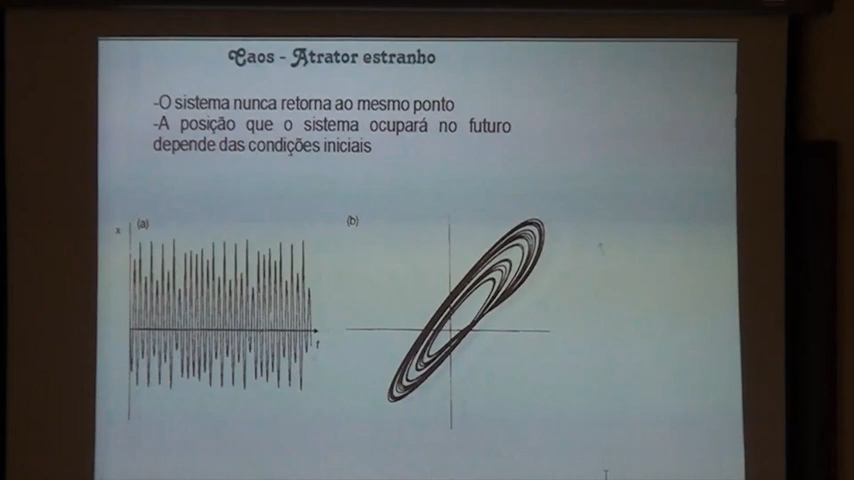 Caos - Atrator estranho
-O sistema nunca retorna ao mesmo ponto
-A posição que o sistema ocupará no futuro
depende das condições iniciais
(a)
(b)
x
t